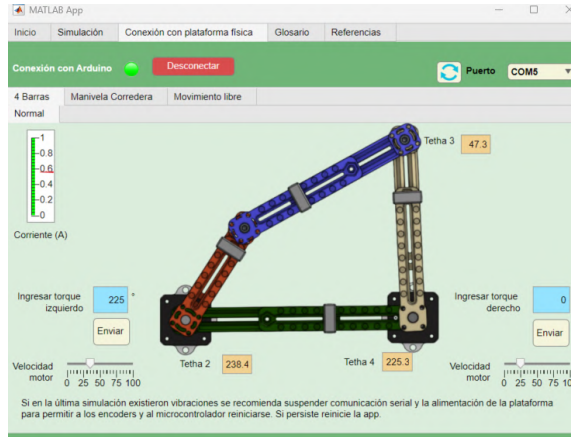 MATLAB App
Inicio Simulación Conexión con plataforma física Glosario Referencias
Conexión con Arduino Desconectar Puerto COM5
4 Barras Manivela Corredera Movimiento libre
Normal
1
0.8
0.6
0.4
0.2
0
Corriente (A)
Tetha 3 47.3
Ingresar torque izquierdo 225 °
Enviar
Ingresar torque derecho 0
Enviar
Tetha 2 238.4
Tetha 4 225.3
Velocidad motor 0 25 50 75 100
Velocidad motor 0 25 50 75 100
Si en la última simulación existieron vibraciones se recomienda suspender comunicación serial y la alimentación de la plataforma
para permitir a los encoders y al microcontrolador reiniciarse. Si persiste reinicie la app.